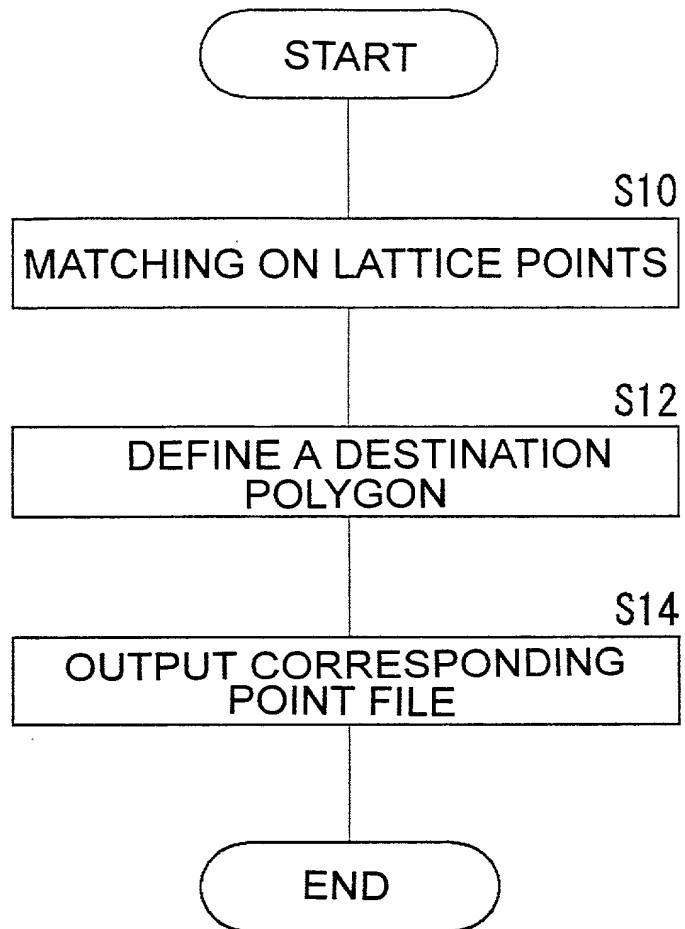 START
S10
MATCHING ON LATTICE POINTS
S12
DEFINE A DESTINATION
POLYGON
S14
OUTPUT CORRESPONDING
POINT FILE
END